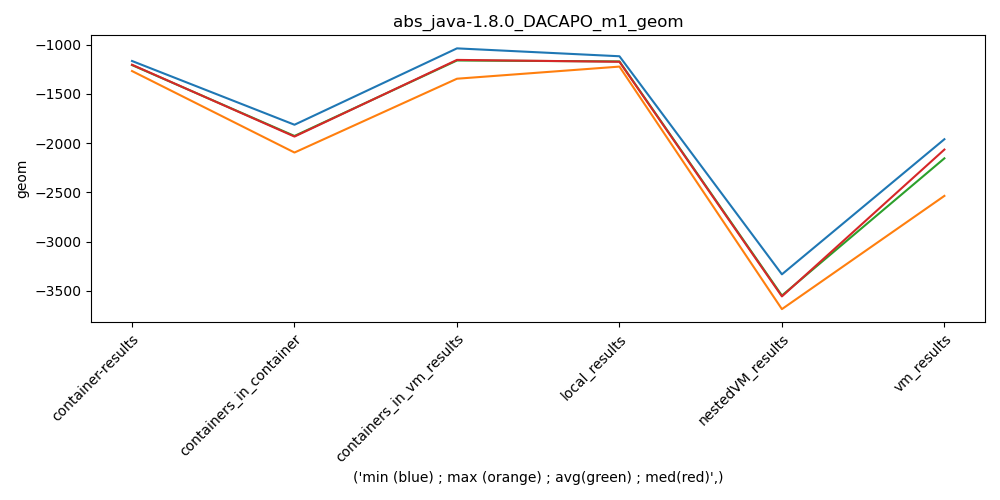 abs_java-1.8.0_DACAPO_m1_geom
geom
−1000
−1500
−2000
−2500
−3000
−3500
container-results
containers_in_container
containers_in_vm_results
local_results
nestedVM_results
vm_results
('min (blue) ; max (orange) ; avg(green) ; med(red)',)